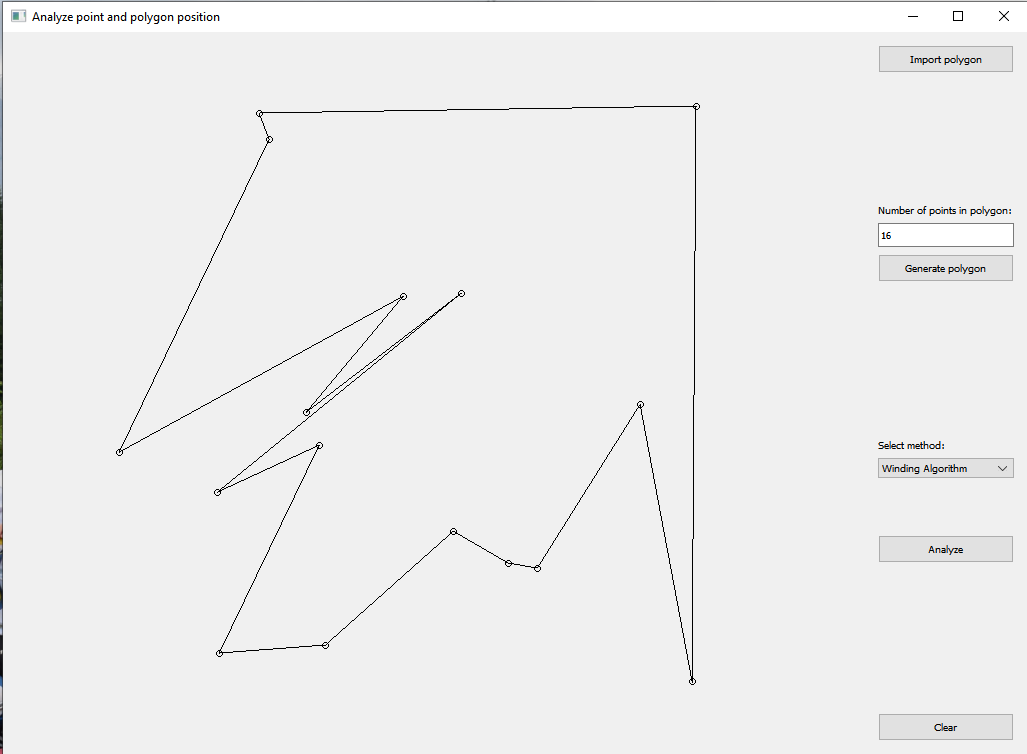 Analyze point and polygon position
Import polygon
Number of points in polygon:
16
Generate polygon
Select method:
Winding Algorithm
Analyze
Clear